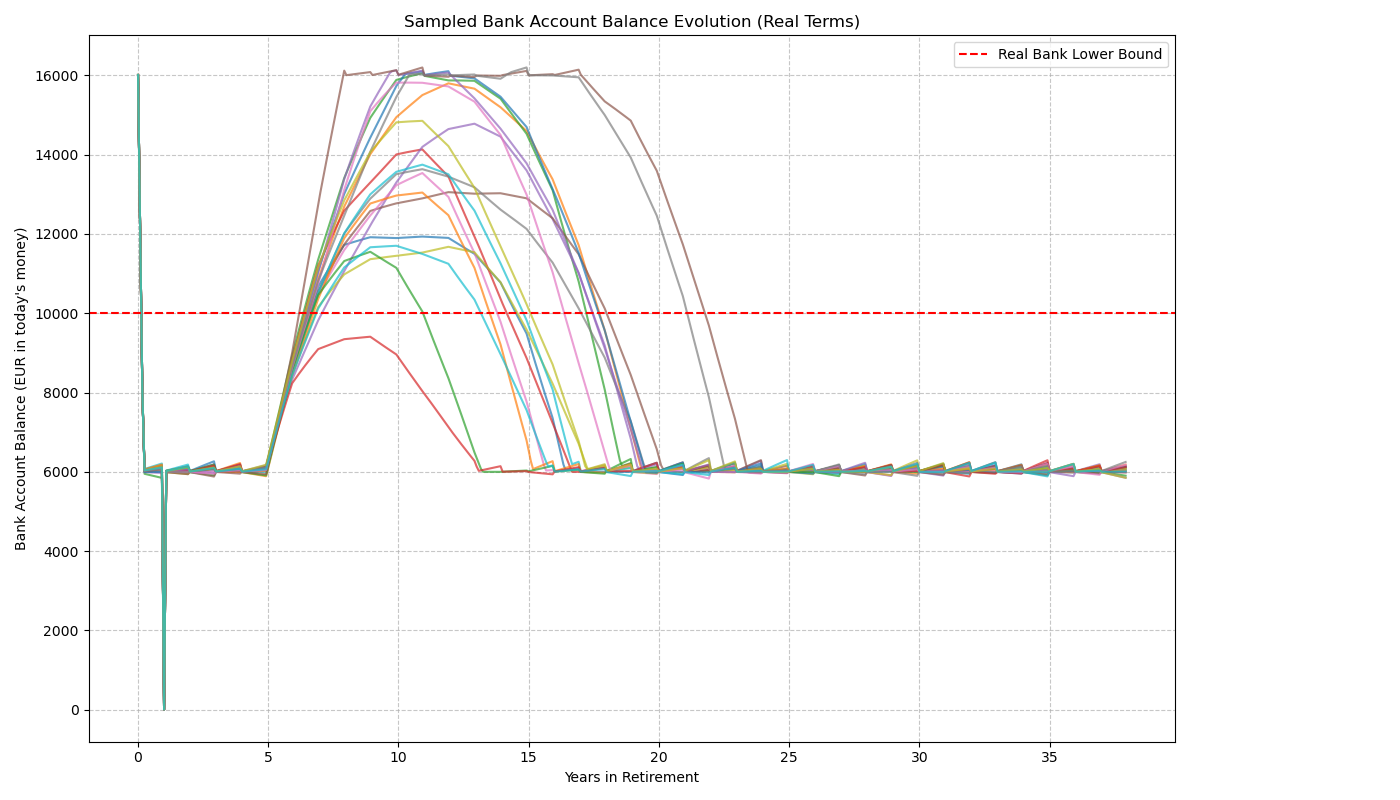 Sampled Bank Account Balance Evolution (Real Terms)
Real Bank Lower Bound
Bank Account Balance (EUR in today's money)
16000
14000
12000
10000
8000
6000
4000
2000
0
0 5 10 15 20 25 30 35
Years in Retirement